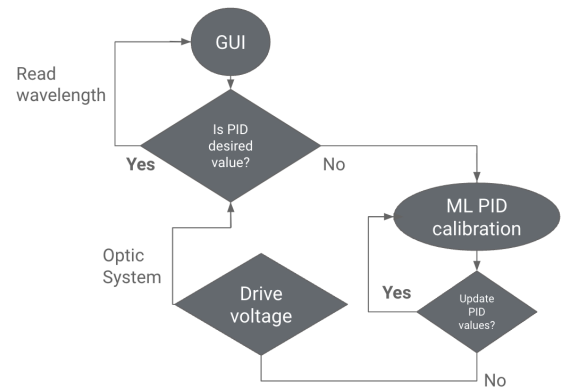 GUI
Read
wavelength
Is PID
desired
value?
Yes
No
ML PID
calibration
Optic
System
Drive
voltage
Yes
Update
PID
values?
No